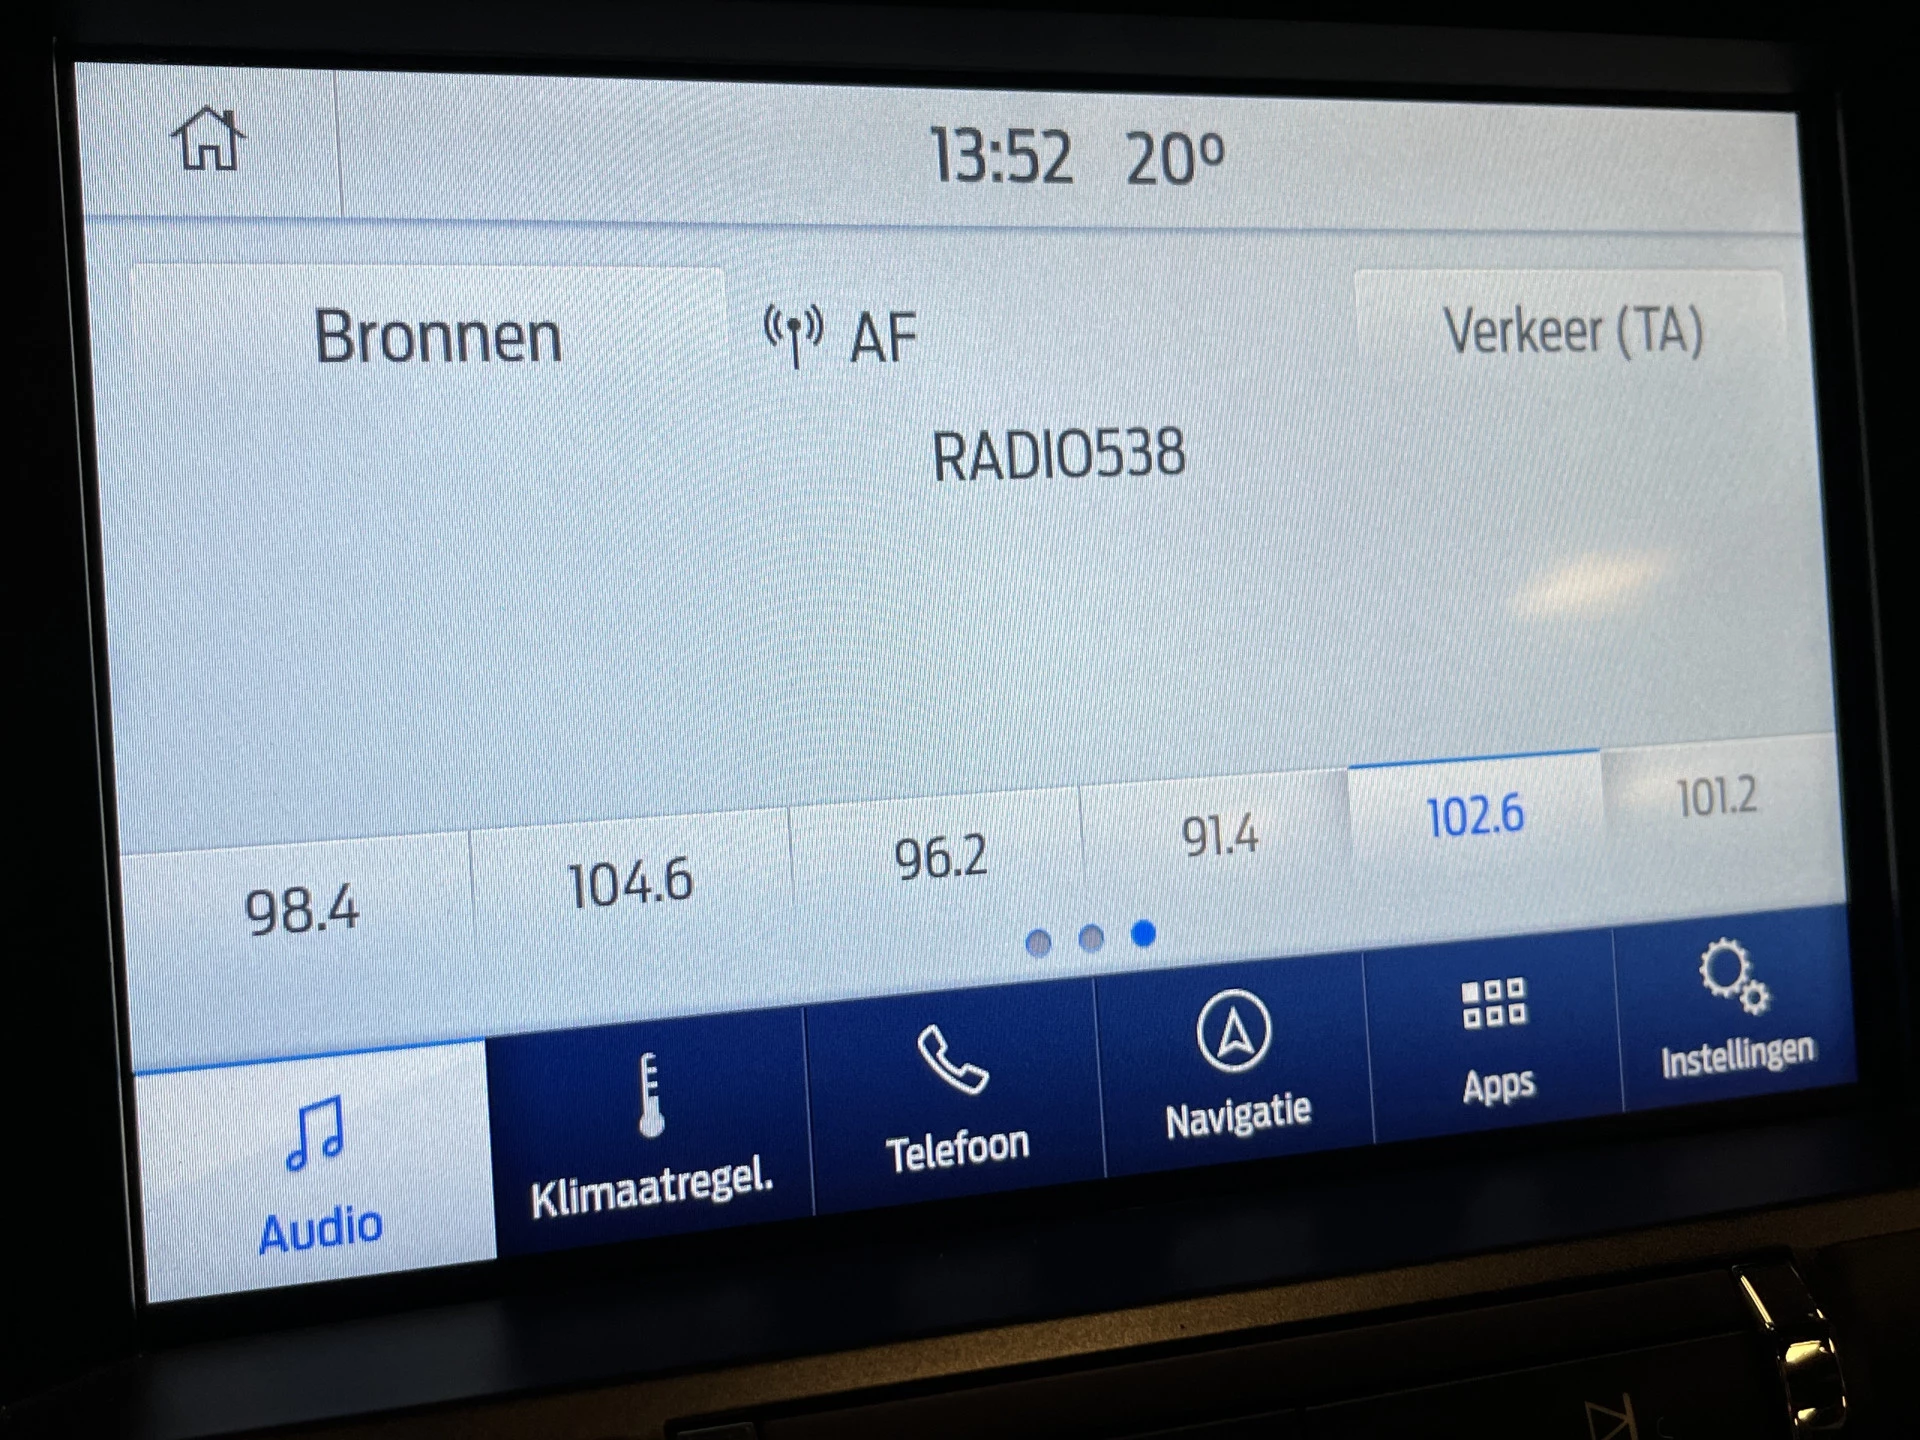 13:52 20º
Bronnen AF Verkeer (TA)
RADIO538
98.4 104.6 96.2 91.4 102.6 101.2
Audio Klimaatregel. Telefoon Navigatie Apps Instellingen